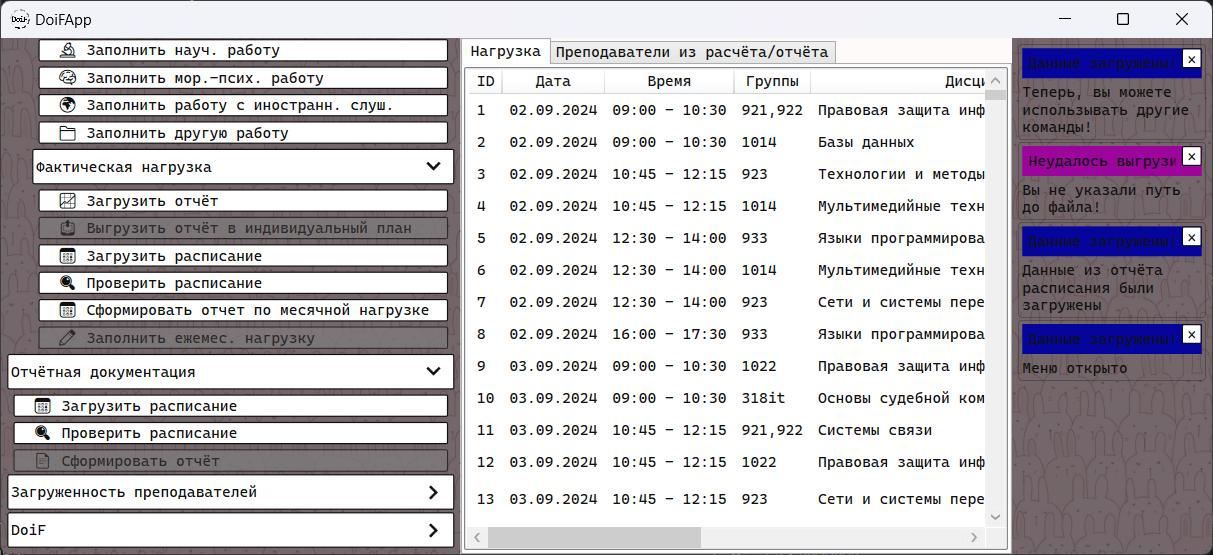 DoiF DoiFApp
Заполнить науч. работу
Заполнить мор.-псих. работу
Заполнить работу с иностранн. слуш.
Заполнить другую работу
Фактическая нагрузка
Загрузить отчёт
Выгрузить отчёт в индивидуальный план
Загрузить расписание
Проверить расписание
Сформировать отчет по месячной нагрузке
Заполнить ежемес. нагрузку
Отчётная документация
Загрузить расписание
Проверить расписание
Сформировать отчёт
Загруженность преподавателей
DoiF
Нагрузка Преподаватели из расчёта/отчёта
ID Дата Время Группы Дисци
1 02.09.2024 09:00 - 10:30 921,922 Правовая защита инф
2 02.09.2024 09:00 - 10:30 1014 Базы данных
3 02.09.2024 10:45 - 12:15 923 Технологии и методы
4 02.09.2024 10:45 - 12:15 1014 Мультимедийные техн
5 02.09.2024 12:30 - 14:00 933 Языки программирова
6 02.09.2024 12:30 - 14:00 1014 Мультимедийные техн
7 02.09.2024 12:30 - 14:00 923 Сети и системы пере
8 02.09.2024 16:00 - 17:30 933 Языки программирова
9 03.09.2024 09:00 - 10:30 1022 Правовая защита инф
10 03.09.2024 09:00 - 10:30 318it Основы судебной ком
11 03.09.2024 10:45 - 12:15 921,922 Системы связи
12 03.09.2024 10:45 - 12:15 1022 Правовая защита инф
13 03.09.2024 10:45 - 12:15 923 Сети и системы пере
Данные загружены!
Теперь, вы можете
использовать другие
команды!
Неудалось выгрузи
Вы не указали путь
до файла!
Данные загружены!
Данные из отчёта
расписания были
загружены
Данные загружены!
Меню открыто